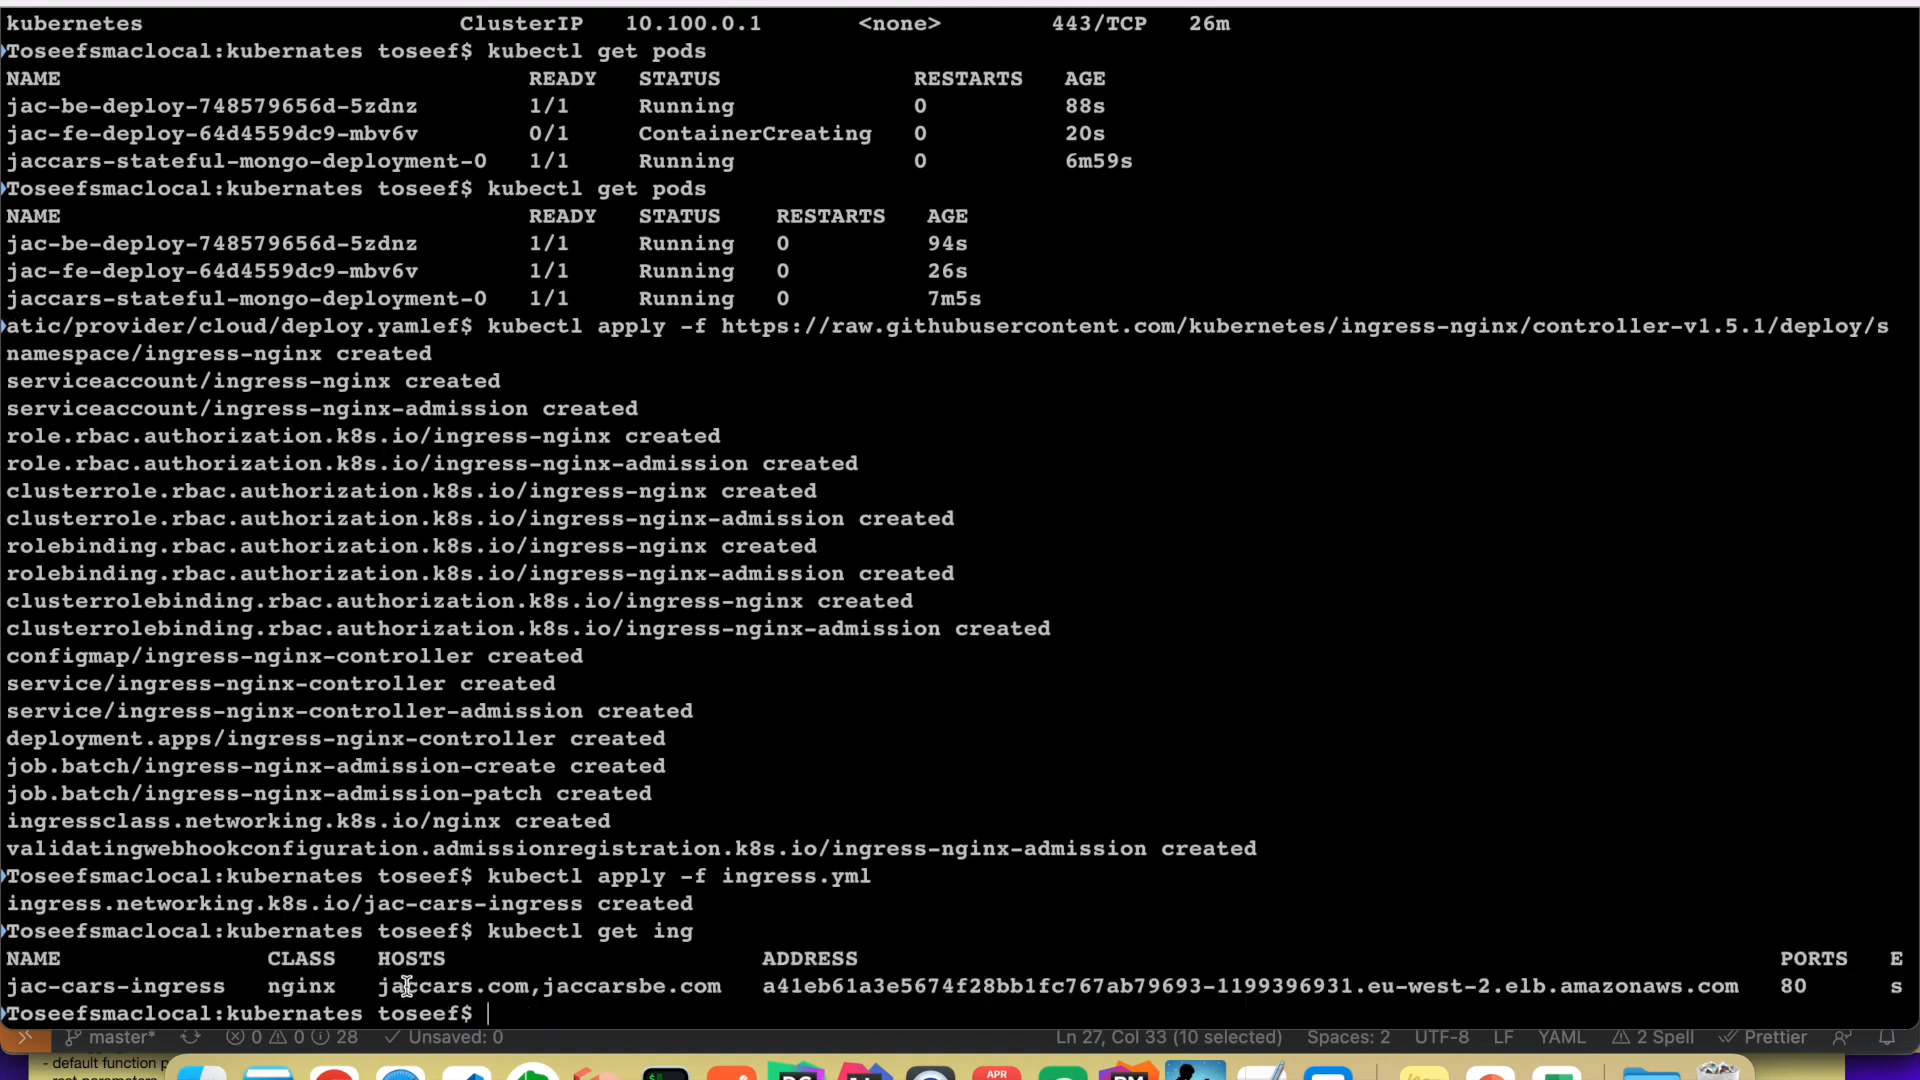 kubernetes ClusterIP 10.100.0.1 <none> 443/TCP 26m
Toseefsmaclocal:kubernates toseef$ kubectl get pods
NAME READY STATUS RESTARTS AGE
jac-be-deploy-748579656d-5zdnz 1/1 Running 0 88s
jac-fe-deploy-64d4559dc9-mbv6v 0/1 ContainerCreating 0 20s
jaccars-stateful-mongo-deployment-0 1/1 Running 0 6m59s
Toseefsmaclocal:kubernates toseef$ kubectl get pods
NAME READY STATUS RESTARTS AGE
jac-be-deploy-748579656d-5zdnz 1/1 Running 0 94s
jac-fe-deploy-64d4559dc9-mbv6v 1/1 Running 0 26s
jaccars-stateful-mongo-deployment-0 1/1 Running 0 7m5s
atic/provider/cloud/deploy.yamlef$ kubectl apply -f https://raw.githubusercontent.com/kubernetes/ingress-nginx/controller-v1.5.1/deploy/s
namespace/ingress-nginx created
serviceaccount/ingress-nginx created
serviceaccount/ingress-nginx-admission created
role.rbac.authorization.k8s.io/ingress-nginx created
role.rbac.authorization.k8s.io/ingress-nginx-admission created
clusterrole.rbac.authorization.k8s.io/ingress-nginx created
clusterrole.rbac.authorization.k8s.io/ingress-nginx-admission created
rolebinding.rbac.authorization.k8s.io/ingress-nginx created
rolebinding.rbac.authorization.k8s.io/ingress-nginx-admission created
clusterrolebinding.rbac.authorization.k8s.io/ingress-nginx created
clusterrolebinding.rbac.authorization.k8s.io/ingress-nginx-admission created
configmap/ingress-nginx-controller created
service/ingress-nginx-controller created
service/ingress-nginx-controller-admission created
deployment.apps/ingress-nginx-controller created
job.batch/ingress-nginx-admission-create created
job.batch/ingress-nginx-admission-patch created
ingressclass.networking.k8s.io/nginx created
validatingwebhookconfiguration.admissionregistration.k8s.io/ingress-nginx-admission created
Toseefsmaclocal:kubernates toseef$ kubectl apply -f ingress.yml
ingress.networking.k8s.io/jac-cars-ingress created
Toseefsmaclocal:kubernates toseef$ kubectl get ing
NAME CLASS HOSTS ADDRESS PORTS E
jac-cars-ingress nginx jaccars.com,jaccarsbe.com a41eb61a3e5674f28bb1fc767ab79693-1199396931.eu-west-2.elb.amazonaws.com 80 s
Toseefsmaclocal:kubernates toseef$
master* 0 0 28 Unsaved: 0 Ln 27, Col 33 (10 selected) Spaces: 2 UTF-8 LF YAML 2 Spell Prettier
- default function p
APR